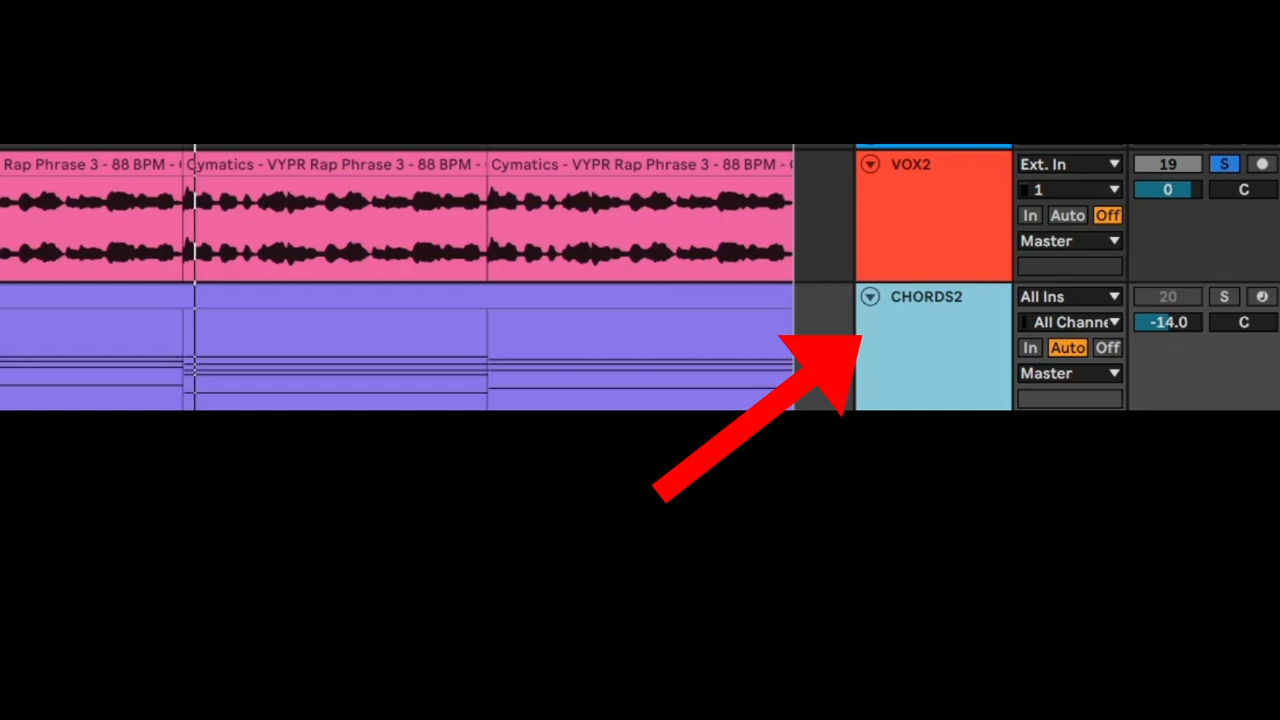 Rap Phrase 3 - 88 BPM - Cymatics - VYPR Rap Phrase 3 - 88 BPM - Cymatics - VYPR Rap Phrase 3 - 88 BPM -
VOX2 Ext. In 19 S
1 0 C
In Auto Off
Master
CHORDS2 All Ins 20 S
All Channe -14.0 C
In Auto Off
Master